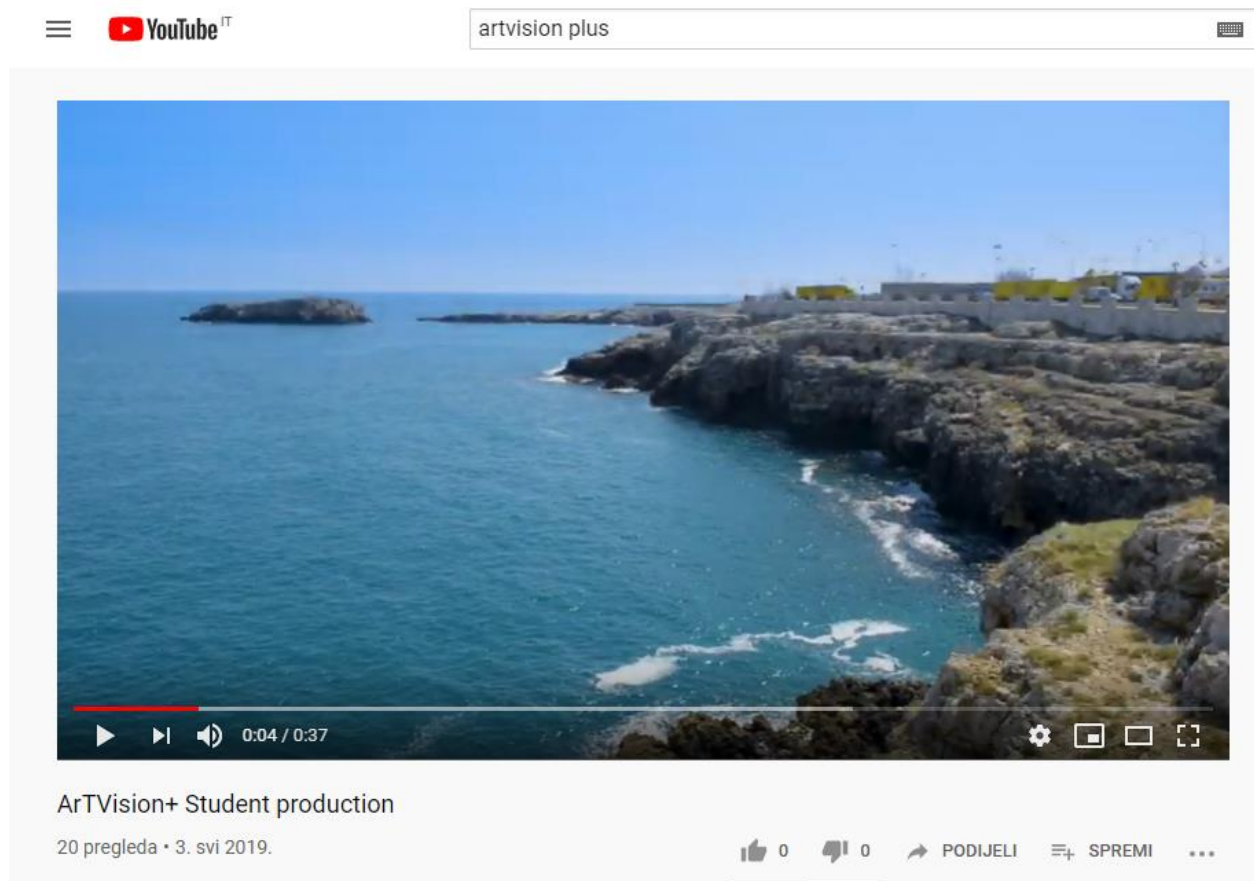 YouTube IT
artvision plus
0:04 / 0:37
ArTVision+ Student production
20 pregleda • 3. svi 2019.
0 0 PODIJELI SPREMI